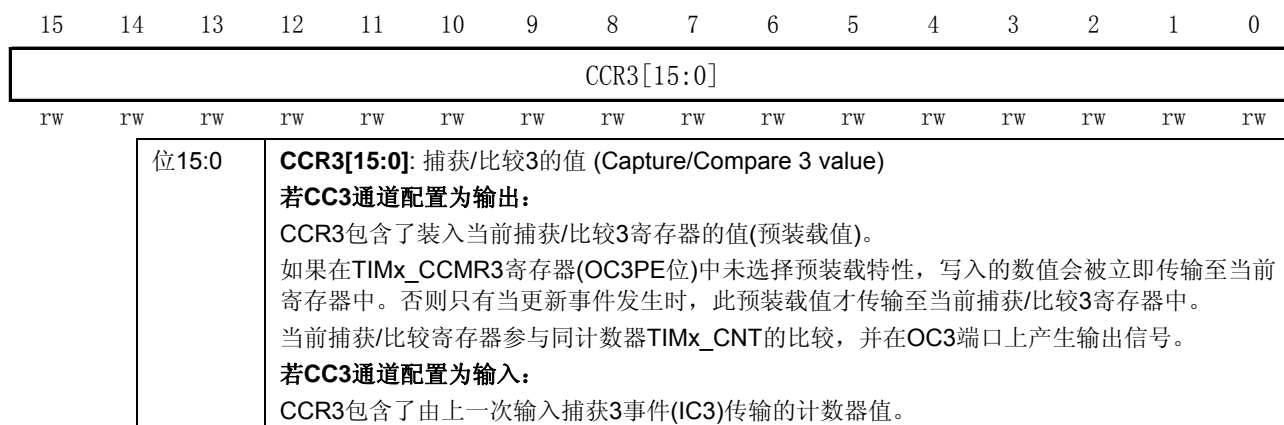 15 14 13 12 11 10 9 8 7 6 5 4 3 2 1 0
CCR3[15:0]
rw rw rw rw rw rw rw rw rw rw rw rw rw rw rw rw
位15:0 CCR3[15:0]: 捕获/比较3的值 (Capture/Compare 3 value)
若CC3通道配置为输出：
CCR3包含了装入当前捕获/比较3寄存器的值(预装载值)。
如果在TIMx_CCMR3寄存器(OC3PE位)中未选择预装载特性，写入的数值会被立即传输至当前
寄存器中。否则只有当更新事件发生时，此预装载值才传输至当前捕获/比较3寄存器中。
当前捕获/比较寄存器参与同计数器TIMx_CNT的比较，并在OC3端口上产生输出信号。
若CC3通道配置为输入：
CCR3包含了由上一次输入捕获3事件(IC3)传输的计数器值。